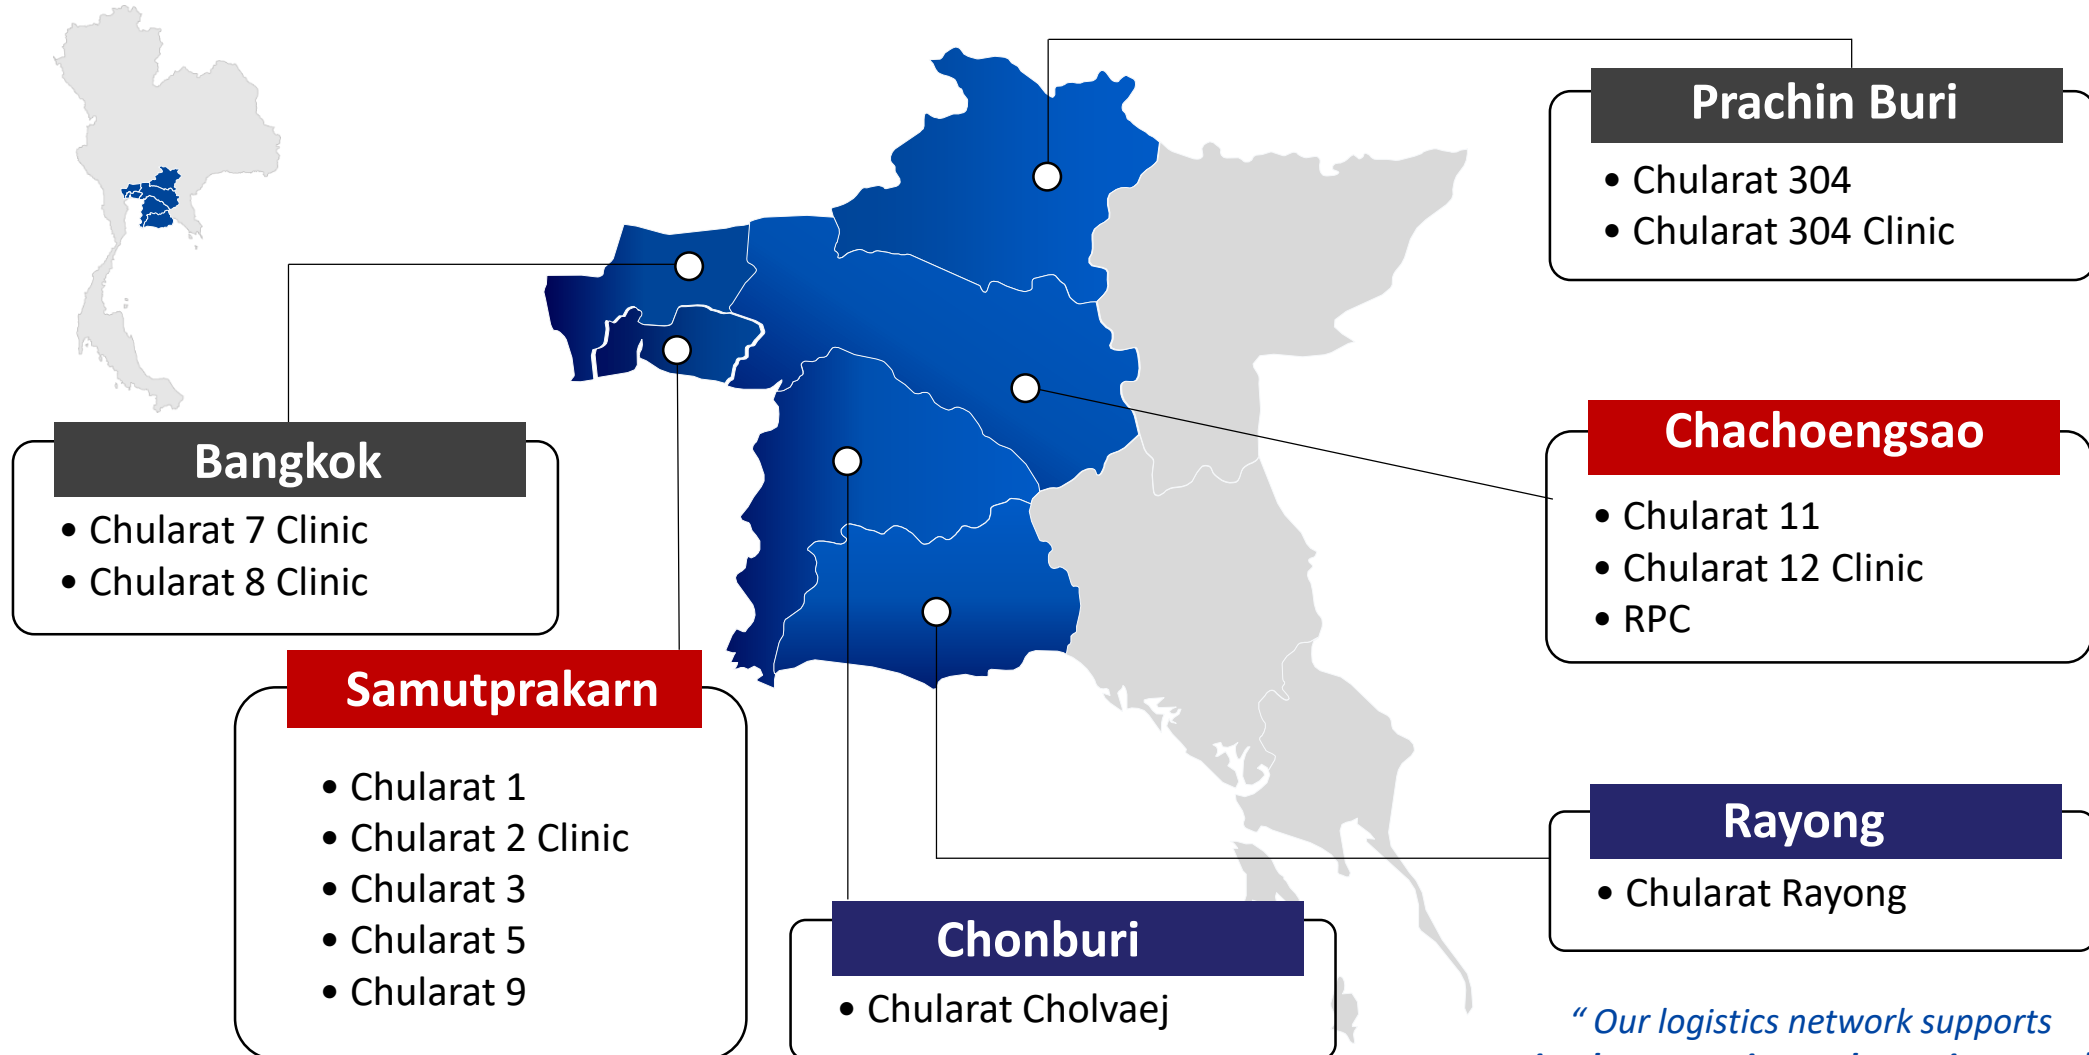 Prachin Buri
• Chularat 304
• Chularat 304 Clinic
Bangkok
• Chularat 7 Clinic
• Chularat 8 Clinic
Chachoengsao
• Chularat 11
• Chularat 12 Clinic
• RPC
Samutprakarn
• Chularat 1
• Chularat 2 Clinic
• Chularat 3
• Chularat 5
• Chularat 9
Chonburi
• Chularat Cholvaej
Rayong
• Chularat Rayong
“ Our logistics network supports